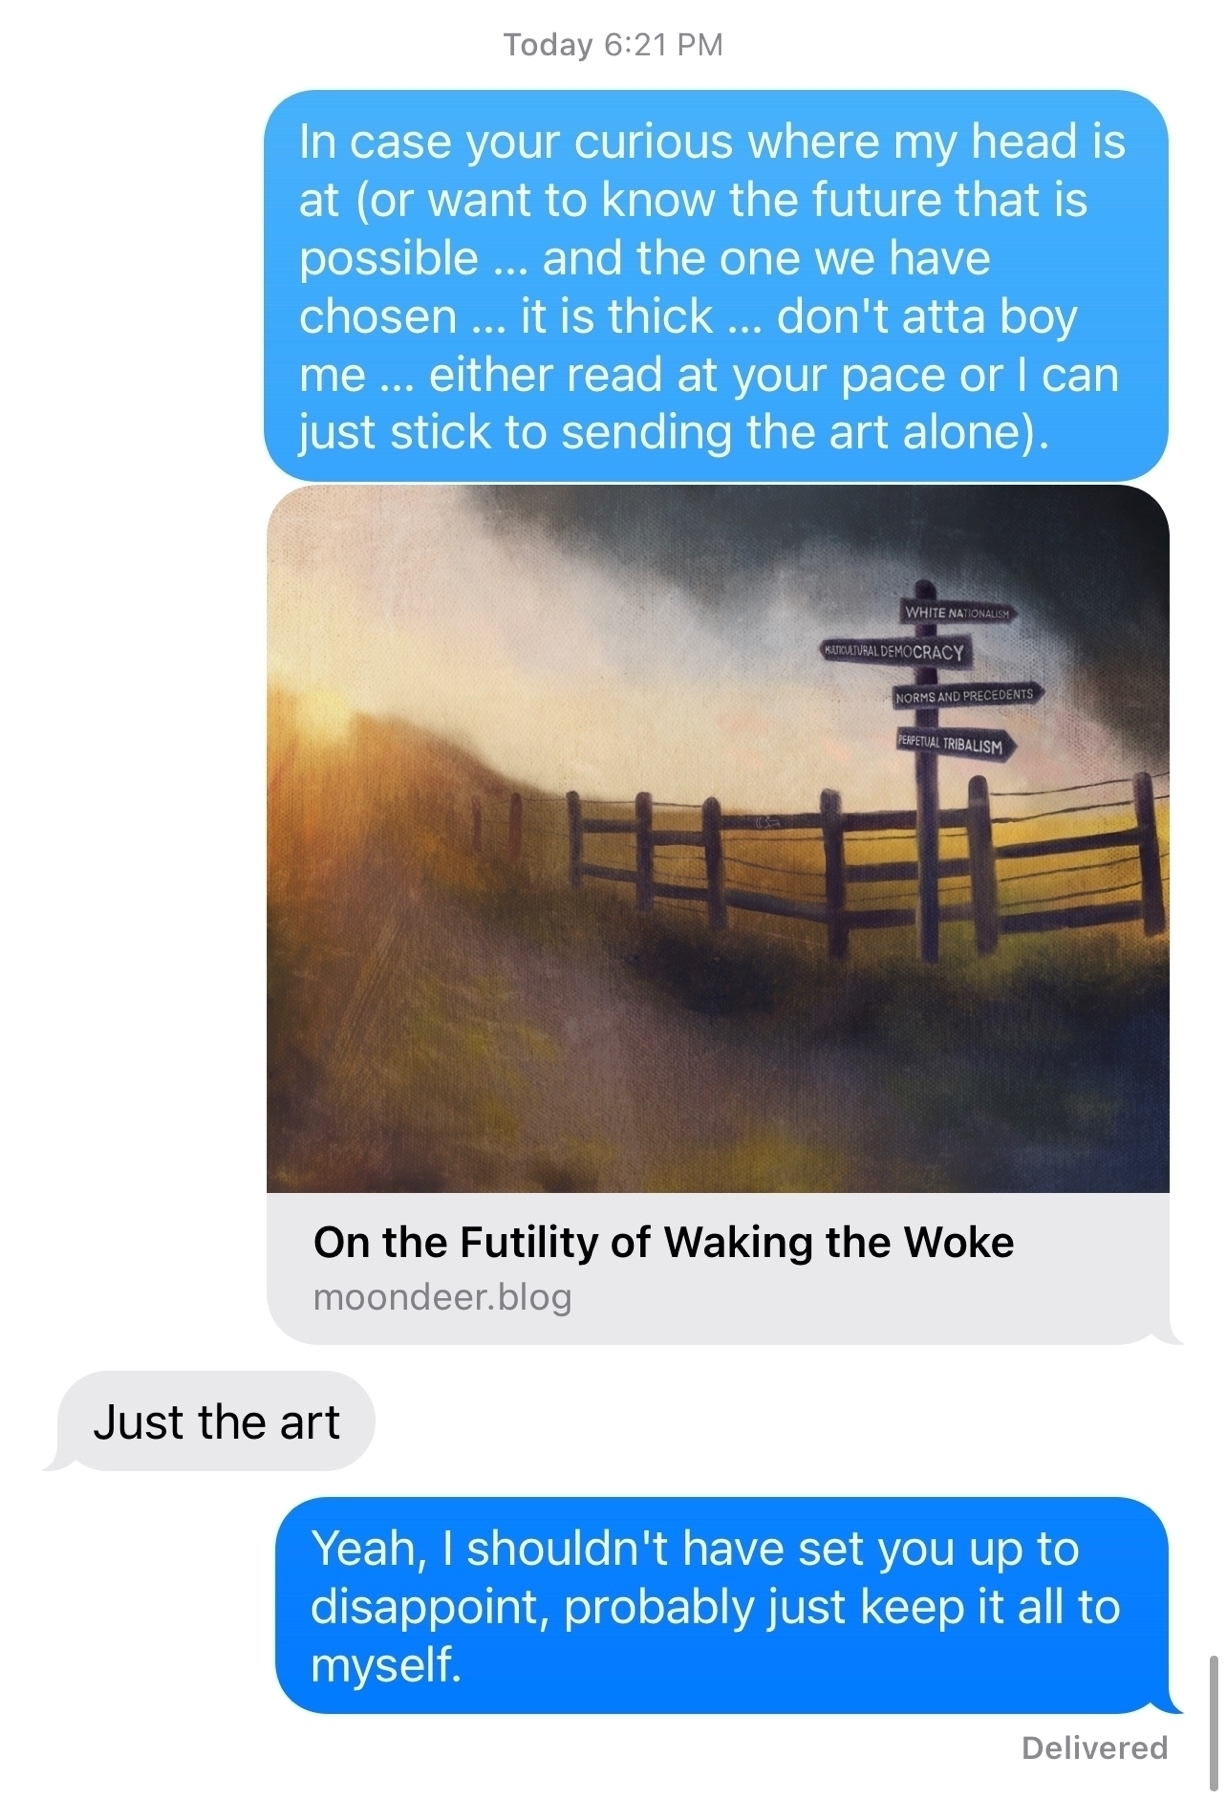 Today 6:21 PM
In case your curious where my head is
at (or want to know the future that is
possible ... and the one we have
chosen ... it is thick ... don't atta boy
me ... either read at your pace or I can
just stick to sending the art alone).
WHITE NATIONALISM
MULTICULTURAL DEMOCRACY
NORMS AND PRECEDENTS
PERPETUAL TRIBALISM
On the Futility of Waking the Woke
moondeer.blog
Just the art
Yeah, I shouldn't have set you up to
disappoint, probably just keep it all to
myself.
Delivered